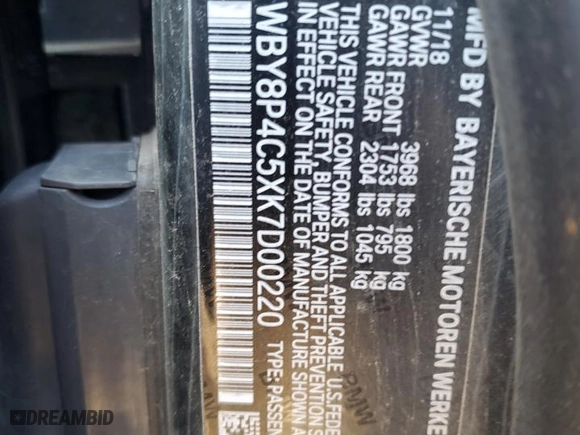 MFD BY BAYERISCHE MOTOREN WERKE
11/18
GVWR 3968 lbs 1800 kg
GAWR FRONT 1753 lbs 795 kg
GAWR REAR 2304 lbs 1045 kg
THIS VEHICLE CONFORMS TO ALL APPLICABLE U.S. FEDE
VEHICLE SAFETY, BUMPER AND THEFT PREVENTION S
IN EFFECT ON THE DATE OF MANUFACTURE SHOWN A
WBY8P4C5XK7D00220 TYPE: PASSEN
BMW
DREAMBID